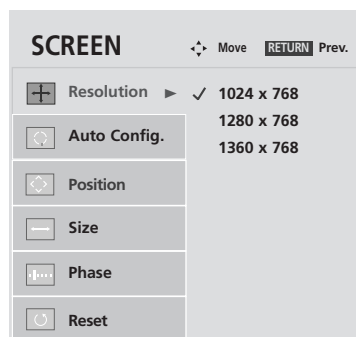 SCREEN Move RETURN Prev.
Resolution ► ✓ 1024 x 768
1280 x 768
1360 x 768
Auto Config.
Position
Size
Phase
Reset